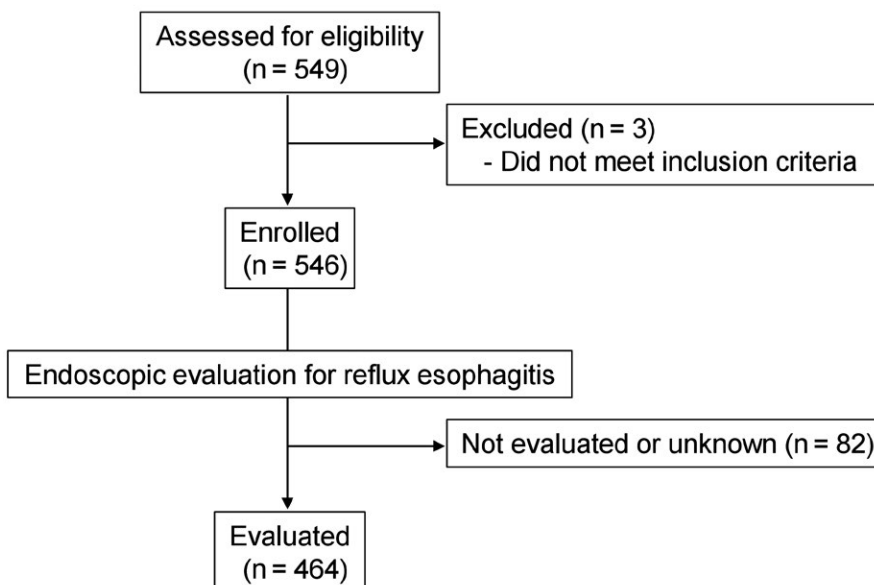 Assessed for eligibility
(n = 549)
Excluded (n = 3)
- Did not meet inclusion criteria
Enrolled
(n = 546)
Endoscopic evaluation for reflux esophagitis
Not evaluated or unknown (n = 82)
Evaluated
(n = 464)